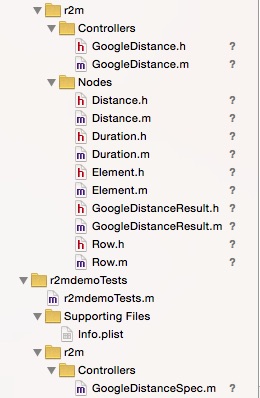 r2m
Controllers
h GoogleDistance.h ?
m GoogleDistance.m ?
Nodes
h Distance.h ?
m Distance.m ?
h Duration.h ?
m Duration.m ?
h Element.h ?
m Element.m ?
h GoogleDistanceResult.h ?
m GoogleDistanceResult.m ?
h Row.h ?
m Row.m ?
r2mdemoTests
m r2mdemoTests.m
Supporting Files
Info.plist
r2m
Controllers
m GoogleDistanceSpec.m ?